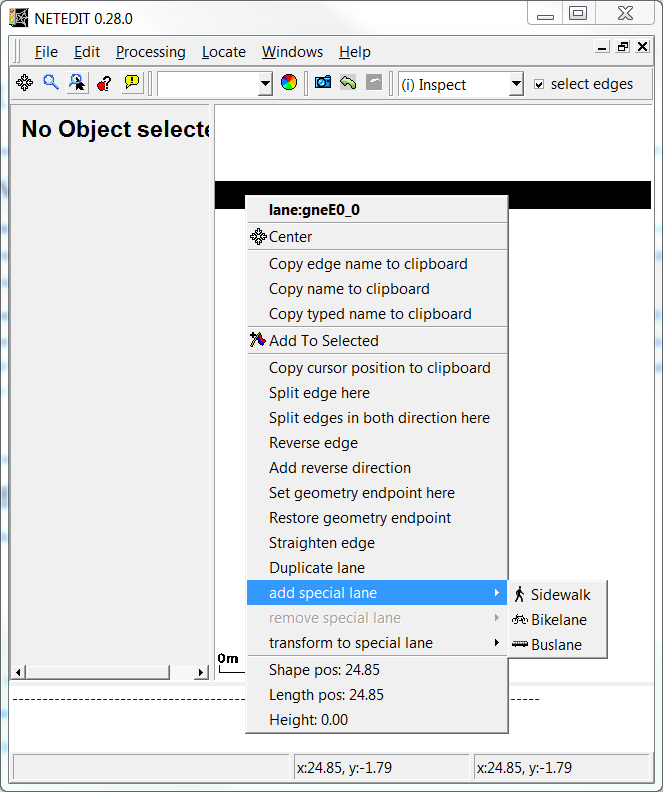 NETEDIT 0.28.0
File Edit Processing Locate Windows Help
(i) Inspect select edges
No Object selecte
lane:gneE0_0
Center
Copy edge name to clipboard
Copy name to clipboard
Copy typed name to clipboard
Add To Selected
Copy cursor position to clipboard
Split edge here
Split edges in both direction here
Reverse edge
Add reverse direction
Set geometry endpoint here
Restore geometry endpoint
Straighten edge
Duplicate lane
add special lane
Sidewalk
remove special lane
Bikelane
transform to special lane
Buslane
0m
Shape pos: 24.85
Length pos: 24.85
Height: 0.00
x:24.85, y:-1.79 x:24.85, y:-1.79